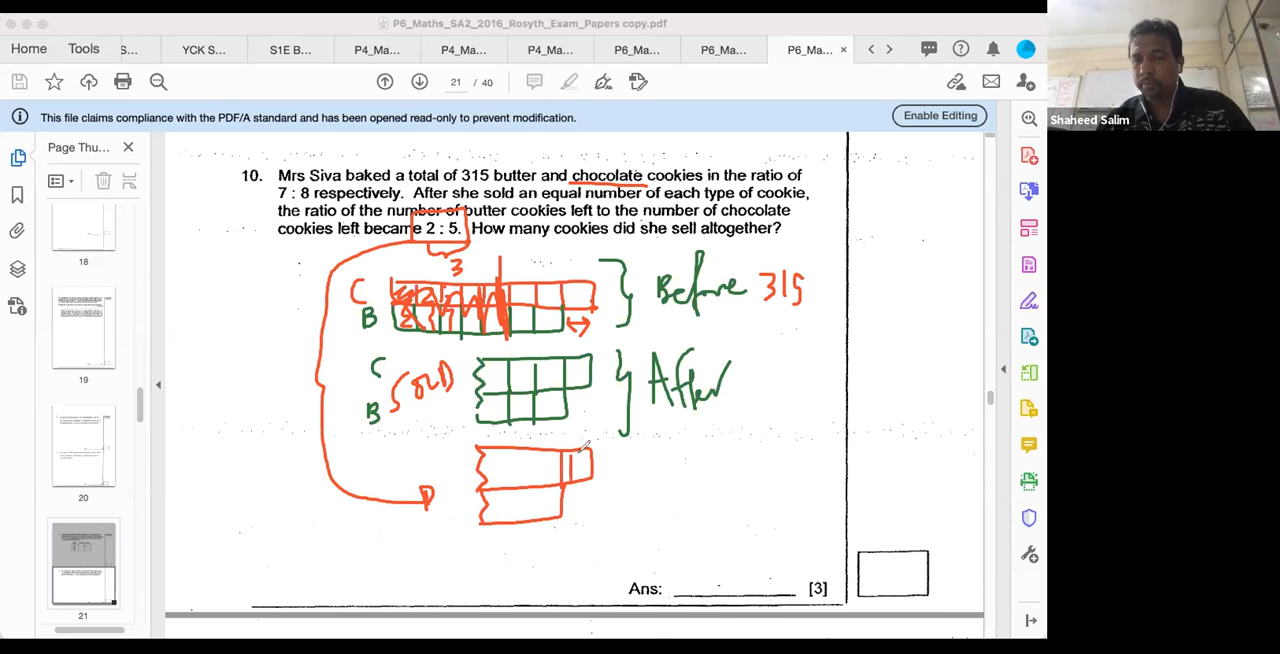 P6_Maths_SA2_2016_Rosyth_Exam_Papers copy.pdf
Home Tools S... YCK S... S1E B... P4_Ma... P4_Ma... P4_Ma... P6_Ma... P6_Ma... P6_Ma... ×
21 / 40
This file claims compliance with the PDF/A standard and has been opened read-only to prevent modification. Enable Editing
Page Thu...
18
19
20
21
Shaheed Salim
10. Mrs Siva baked a total of 315 butter and chocolate cookies in the ratio of
7 : 8 respectively. After she sold an equal number of each type of cookie,
the ratio of the number of butter cookies left to the number of chocolate
cookies left became 2 : 5. How many cookies did she sell altogether?
3
C
B
Before 315
C
B
SOLD
After
Ans: [3]